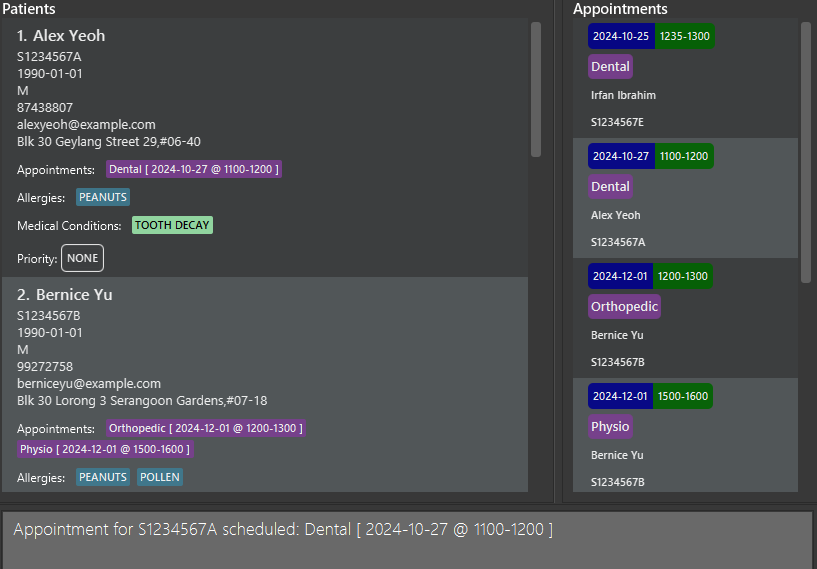 Patients
1. Alex Yeoh
S1234567A
1990-01-01
M
87438807
alexyeoh@example.com
Blk 30 Geylang Street 29,#06-40
Appointments: Dental [ 2024-10-27 @ 1100-1200 ]
Allergies: PEANUTS
Medical Conditions: TOOTH DECAY
Priority: NONE
2. Bernice Yu
S1234567B
1990-01-01
M
99272758
berniceyu@example.com
Blk 30 Lorong 3 Serangoon Gardens,#07-18
Appointments: Orthopedic [ 2024-12-01 @ 1200-1300 ]
Physio [ 2024-12-01 @ 1500-1600 ]
Allergies: PEANUTS POLLEN
Appointments
2024-10-25 1235-1300
Dental
Irfan Ibrahim
S1234567E
2024-10-27 1100-1200
Dental
Alex Yeoh
S1234567A
2024-12-01 1200-1300
Orthopedic
Bernice Yu
S1234567B
2024-12-01 1500-1600
Physio
Bernice Yu
S1234567B
Appointment for S1234567A scheduled: Dental [ 2024-10-27 @ 1100-1200 ]